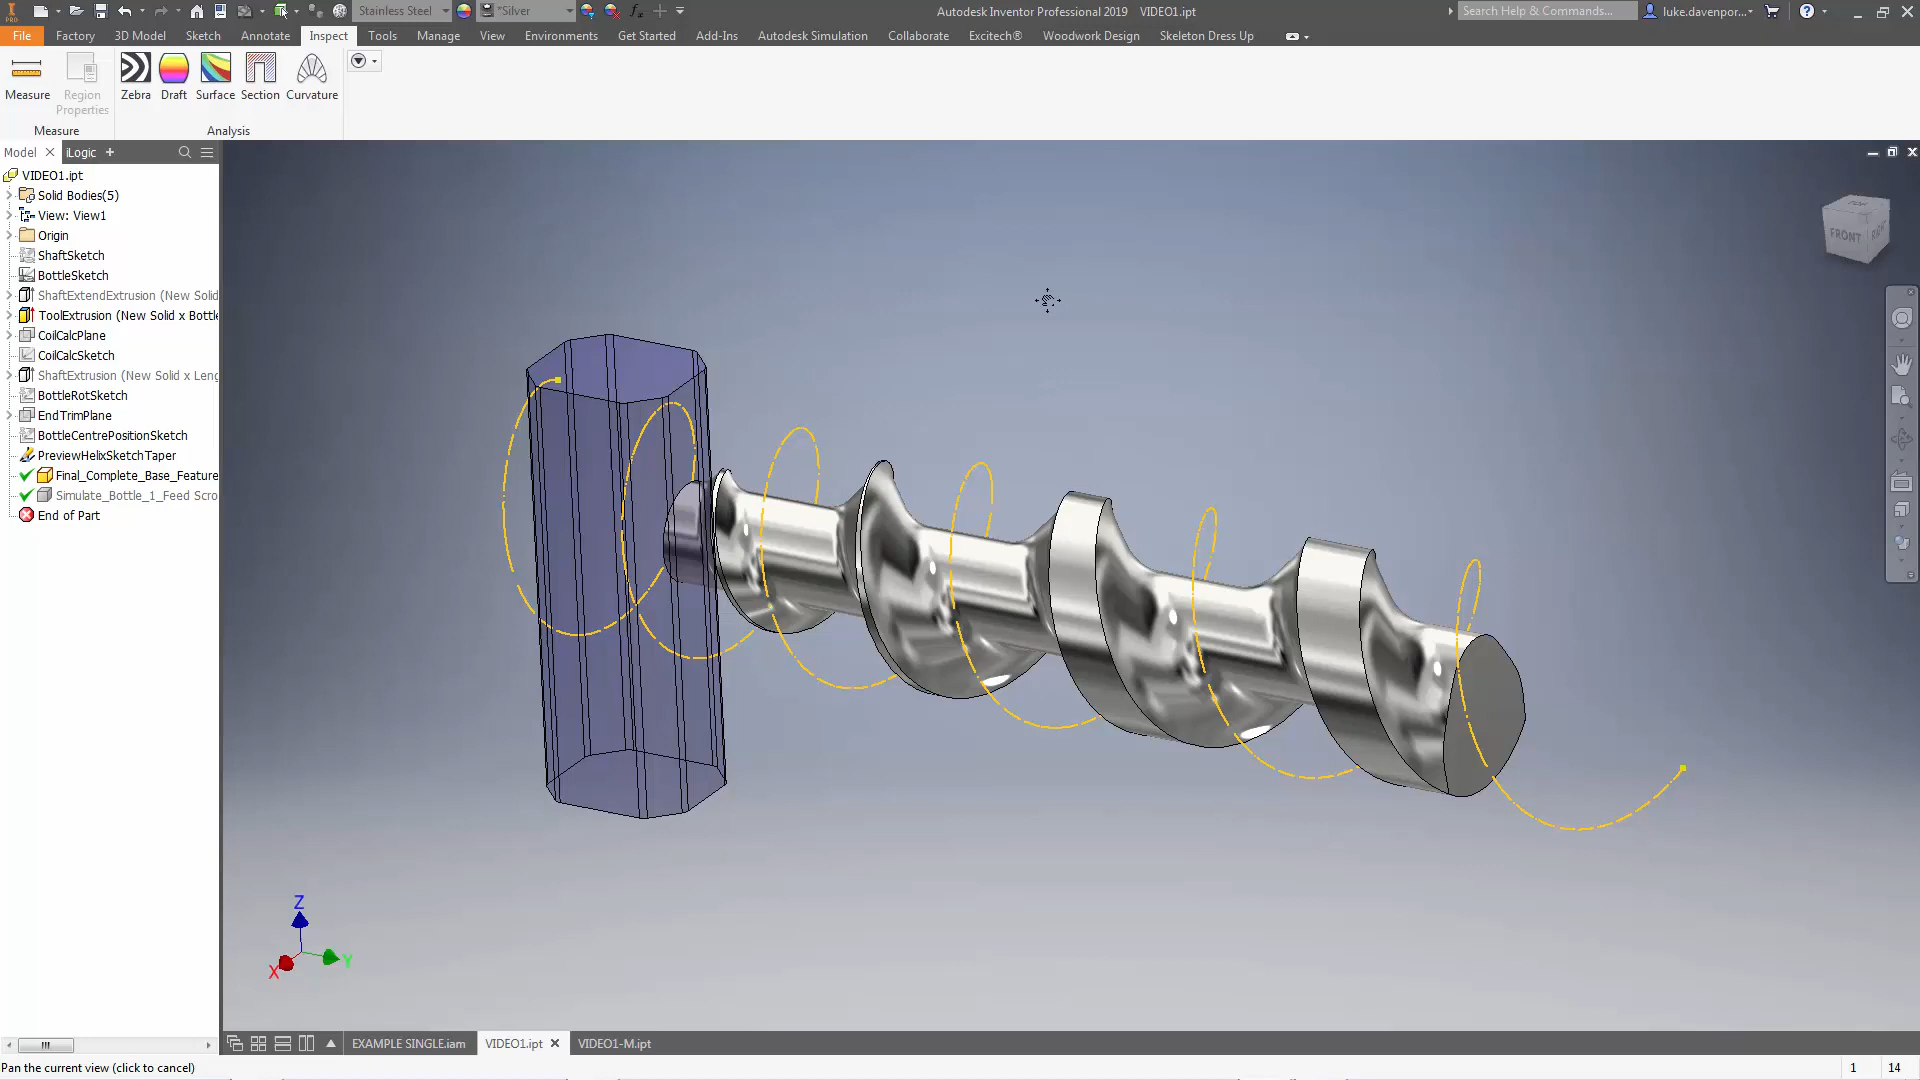 PRO
Stainless Steel
*Silver
Autodesk Inventor Professional 2019 VIDEO1.ipt
Search Help & Commands...
luke.davenpor...
File
Factory
3D Model
Sketch
Annotate
Inspect
Tools
Manage
View
Environments
Get Started
Add-Ins
Autodesk Simulation
Collaborate
Excitech®
Woodwork Design
Skeleton Dress Up
Measure
Region
Properties
Zebra
Draft
Surface
Section
Curvature
Measure
Analysis
Model
iLogic
VIDEO1.ipt
Solid Bodies(5)
View: View1
Origin
ShaftSketch
BottleSketch
ShaftExtendExtrusion (New Solid
ToolExtrusion (New Solid x Bottle
CoilCalcPlane
CoilCalcSketch
ShaftExtrusion (New Solid x Leng
BottleRotSketch
EndTrimPlane
BottleCentrePositionSketch
PreviewHelixSketchTaper
Final_Complete_Base_Feature
Simulate_Bottle_1_Feed Scro
End of Part
TOP
FRONT
RIGHT
Z
X
Y
EXAMPLE SINGLE.iam
VIDEO1.ipt
VIDEO1-M.ipt
Pan the current view (click to cancel)
1
14